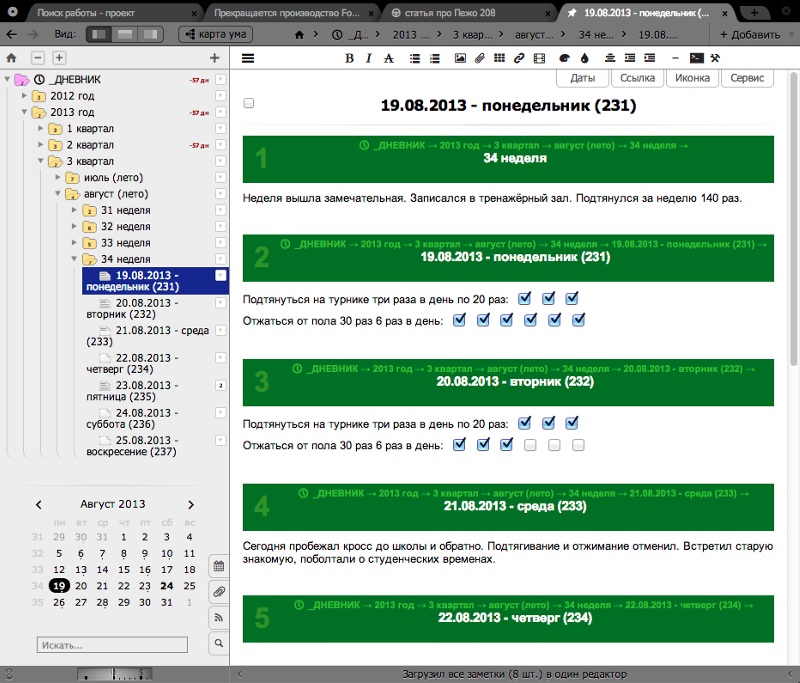 Поиск работы - проект
Прекращается производство Fo...
статья про Пежо 208
19.08.2013 - понедельник (...
Вид:
карта ума
_Д...
2013 ...
3 квар...
август...
34 не...
19.08....
+ Добавить
_ДНЕВНИК
-57 дн
2012 год
2013 год
-57 дн
1 квартал
2 квартал
-57 дн
3 квартал
июль (лето)
август (лето)
31 неделя
32 неделя
33 неделя
34 неделя
19.08.2013 -
понедельник (231)
20.08.2013 -
вторник (232)
21.08.2013 - среда
(233)
22.08.2013 -
четверг (234)
23.08.2013 -
пятница (235)
2
24.08.2013 -
суббота (236)
25.08.2013 -
воскресение (237)
Август 2013
пн вт ср чт пт сб вс
31 29 30 31 1 2 3 4
32 5 6 7 8 9 10 11
33 12 13 14 15 16 17 18
34 19 20 21 22 23 24 25
35 26 27 28 29 30 31 1
Искать...
B I A
Даты
Ссылка
Иконка
Сервис
19.08.2013 - понедельник (231)
1
_ДНЕВНИК → 2013 год → 3 квартал → август (лето) → 34 неделя →
34 неделя
Неделя вышла замечательная. Записался в тренажёрный зал. Подтянулся за неделю 140 раз.
2
_ДНЕВНИК → 2013 год → 3 квартал → август (лето) → 34 неделя → 19.08.2013 - понедельник (231) →
19.08.2013 - понедельник (231)
Подтянуться на турнике три раза в день по 20 раз:
Отжаться от пола 30 раз 6 раз в день:
3
_ДНЕВНИК → 2013 год → 3 квартал → август (лето) → 34 неделя → 20.08.2013 - вторник (232) →
20.08.2013 - вторник (232)
Подтянуться на турнике три раза в день по 20 раз:
Отжаться от пола 30 раз 6 раз в день:
4
_ДНЕВНИК → 2013 год → 3 квартал → август (лето) → 34 неделя → 21.08.2013 - среда (233) →
21.08.2013 - среда (233)
Сегодня пробежал кросс до школы и обратно. Подтягивание и отжимание отменил. Встретил старую
знакомую, поболтали о студенческих временах.
5
_ДНЕВНИК → 2013 год → 3 квартал → август (лето) → 34 неделя → 22.08.2013 - четверг (234) →
22.08.2013 - четверг (234)
Загрузил все заметки (8 шт.) в один редактор